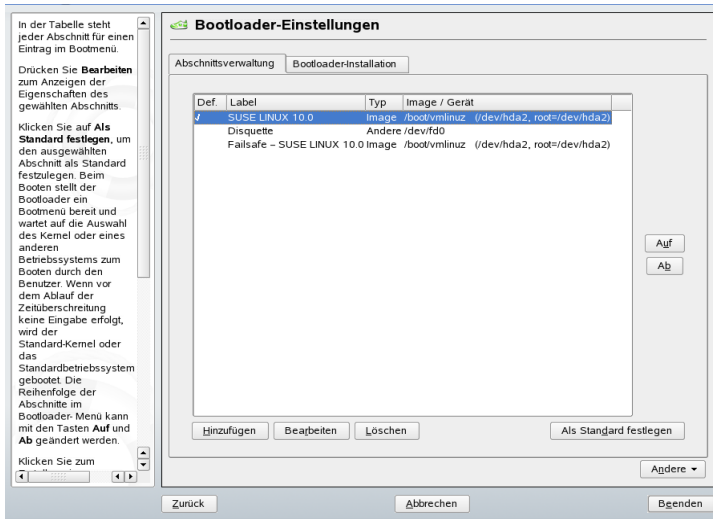 In der Tabelle steht
jeder Abschnitt für einen
Eintrag im Bootmenü.
Drücken Sie Bearbeiten
zum Anzeigen der
Eigenschaften des
gewählten Abschnitts.
Klicken Sie auf Als
Standard festlegen, um
den ausgewählten
Abschnitt als Standard
festzulegen. Beim
Booten stellt der
Bootloader ein
Bootmenü bereit und
wartet auf die Auswahl
des Kernel oder eines
anderen
Betriebssystems zum
Booten durch den
Benutzer. Wenn vor
dem Ablauf der
Zeitüberschreitung
keine Eingabe erfolgt,
wird der
Standard-Kernel oder
das
Standardbetriebssystem
gebootet. Die
Reihenfolge der
Abschnitte im
Bootloader- Menü kann
mit den Tasten Auf und
Ab geändert werden.
Klicken Sie zum
Bootloader-Einstellungen
Abschnittsverwaltung Bootloader-Installation
Def. Label Typ Image / Gerät
SUSE LINUX 10.0 Image /boot/vmlinuz (/dev/hda2, root=/dev/hda2)
Diskette Andere /dev/fd0
Failsafe – SUSE LINUX 10.0 Image /boot/vmlinuz (/dev/hda2, root=/dev/hda2)
Auf
Ab
Hinzufügen Bearbeiten Löschen Als Standard festlegen
Andere
Zurück Abbrechen Beenden